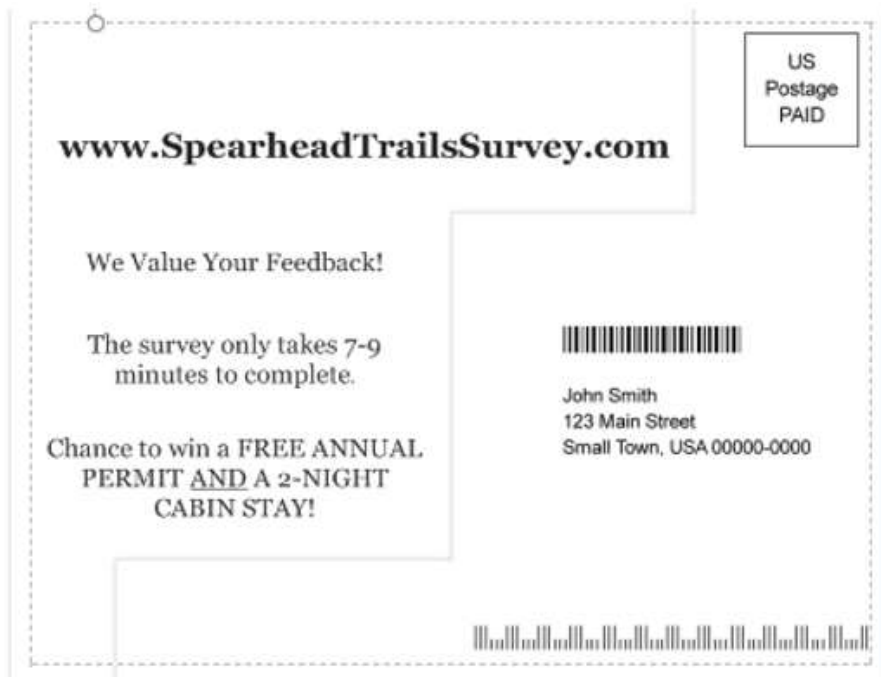 US
Postage
PAID
www.SpearheadTrailsSurvey.com
We Value Your Feedback!
The survey only takes 7-9
minutes to complete.
Chance to win a FREE ANNUAL
PERMIT AND A 2-NIGHT
CABIN STAY!
John Smith
123 Main Street
Small Town, USA 00000-0000